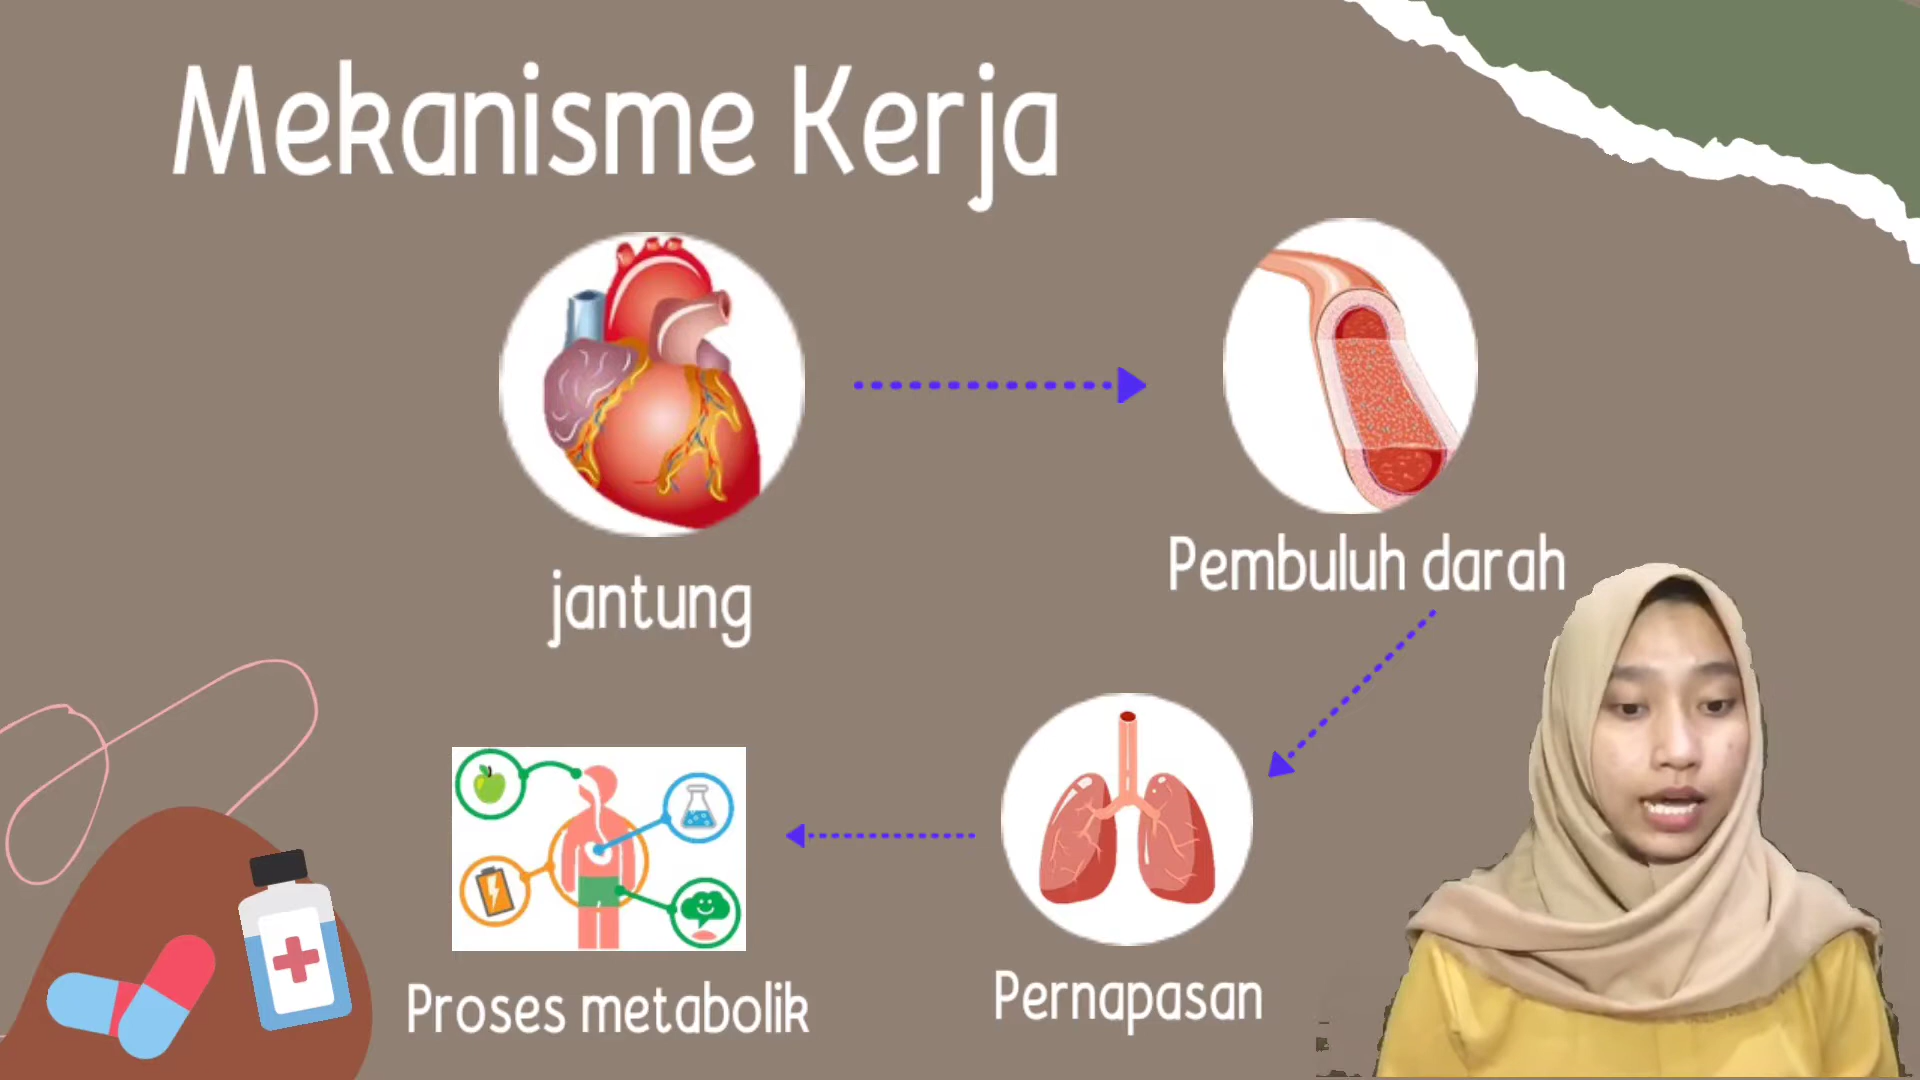 Mekanisme Kerja
jantung
Pembuluh darah
Proses metabolik
Pernapasan